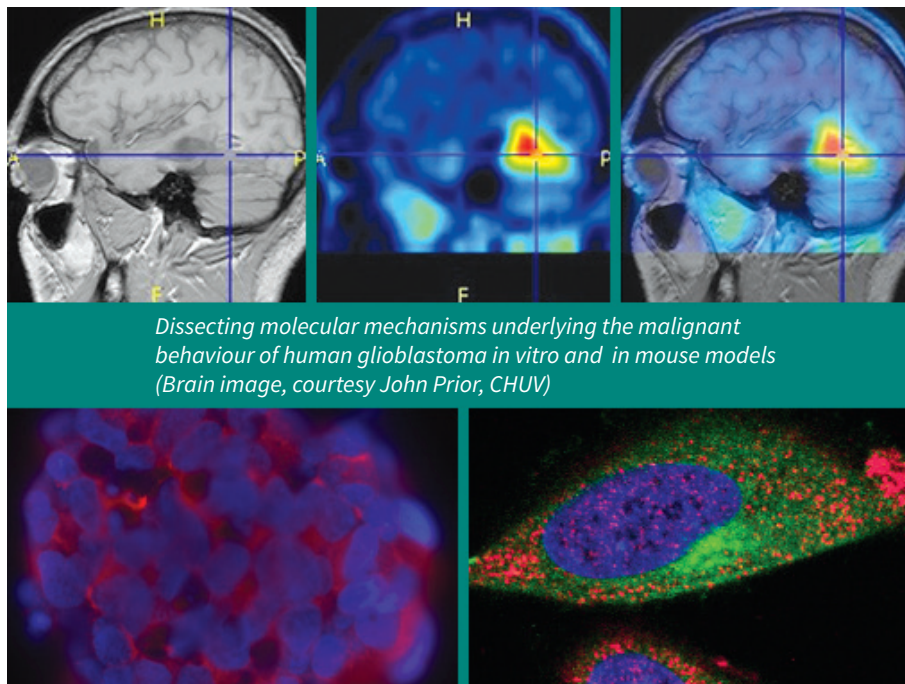 H
H
A
P
A
P
F
F
Dissecting molecular mechanisms underlying the malignant
behaviour of human glioblastoma in vitro and in mouse models
(Brain image, courtesy John Prior, CHUV)